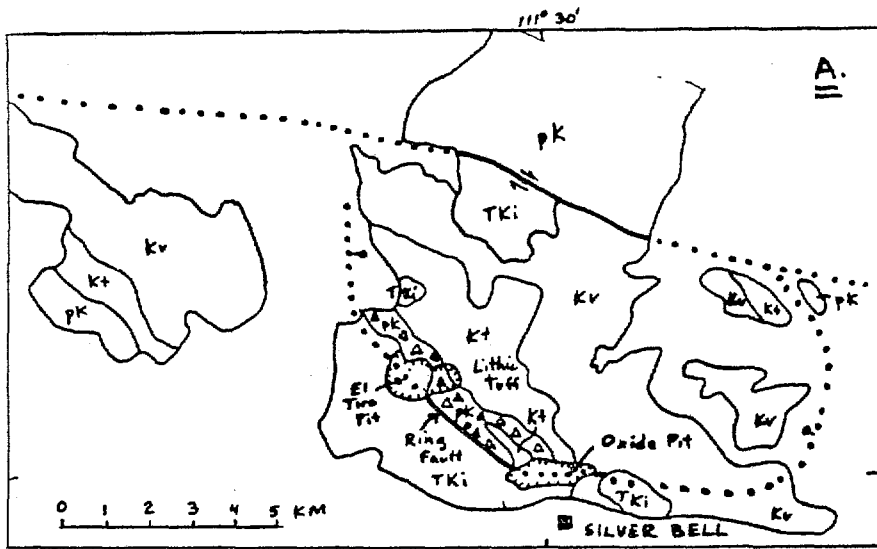 111° 30'
A.
pK
TKi
Kv
Kt
pK
Kv
TKi
pK
Kt
Lithic
Tuff
Kv
Kt
pK
Kv
El
Tiro
Pit
pK
Kt
Ring
Fault
Oxide Pit
TKi
TKi
Kv
0 1 2 3 4 5 KM
SILVER BELL